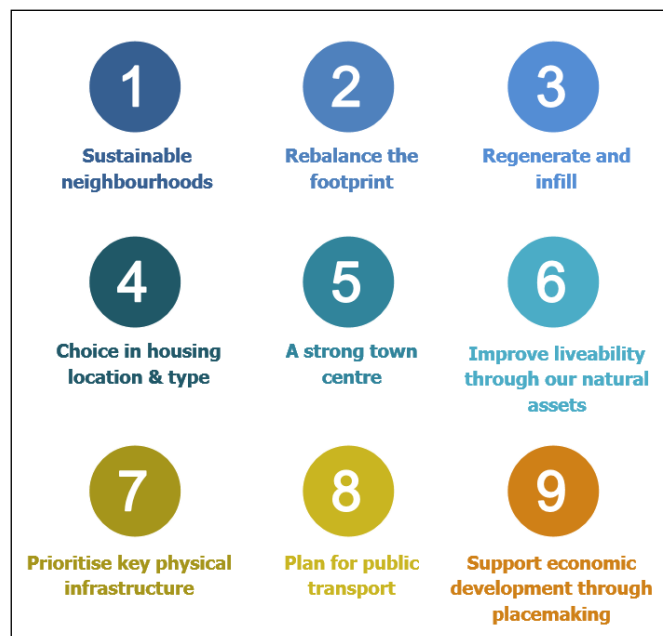 1
Sustainable
neighbourhoods
2
Rebalance the
footprint
3
Regenerate and
infill
4
Choice in housing
location & type
5
A strong town
centre
6
Improve liveability
through our natural
assets
7
Prioritise key physical
infrastructure
8
Plan for public
transport
9
Support economic
development through
placemaking